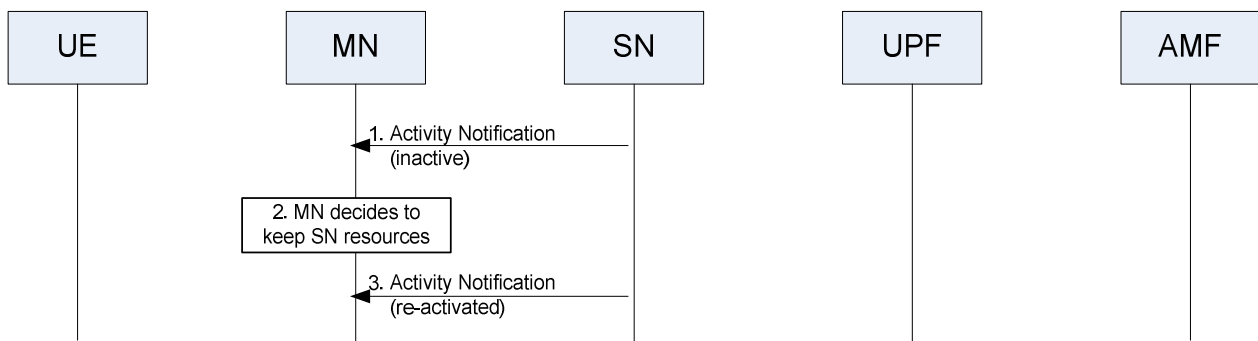 UE
MN
SN
UPF
AMF
1. Activity Notification
(inactive)
2. MN decides to
keep SN resources
3. Activity Notification
(re-activated)